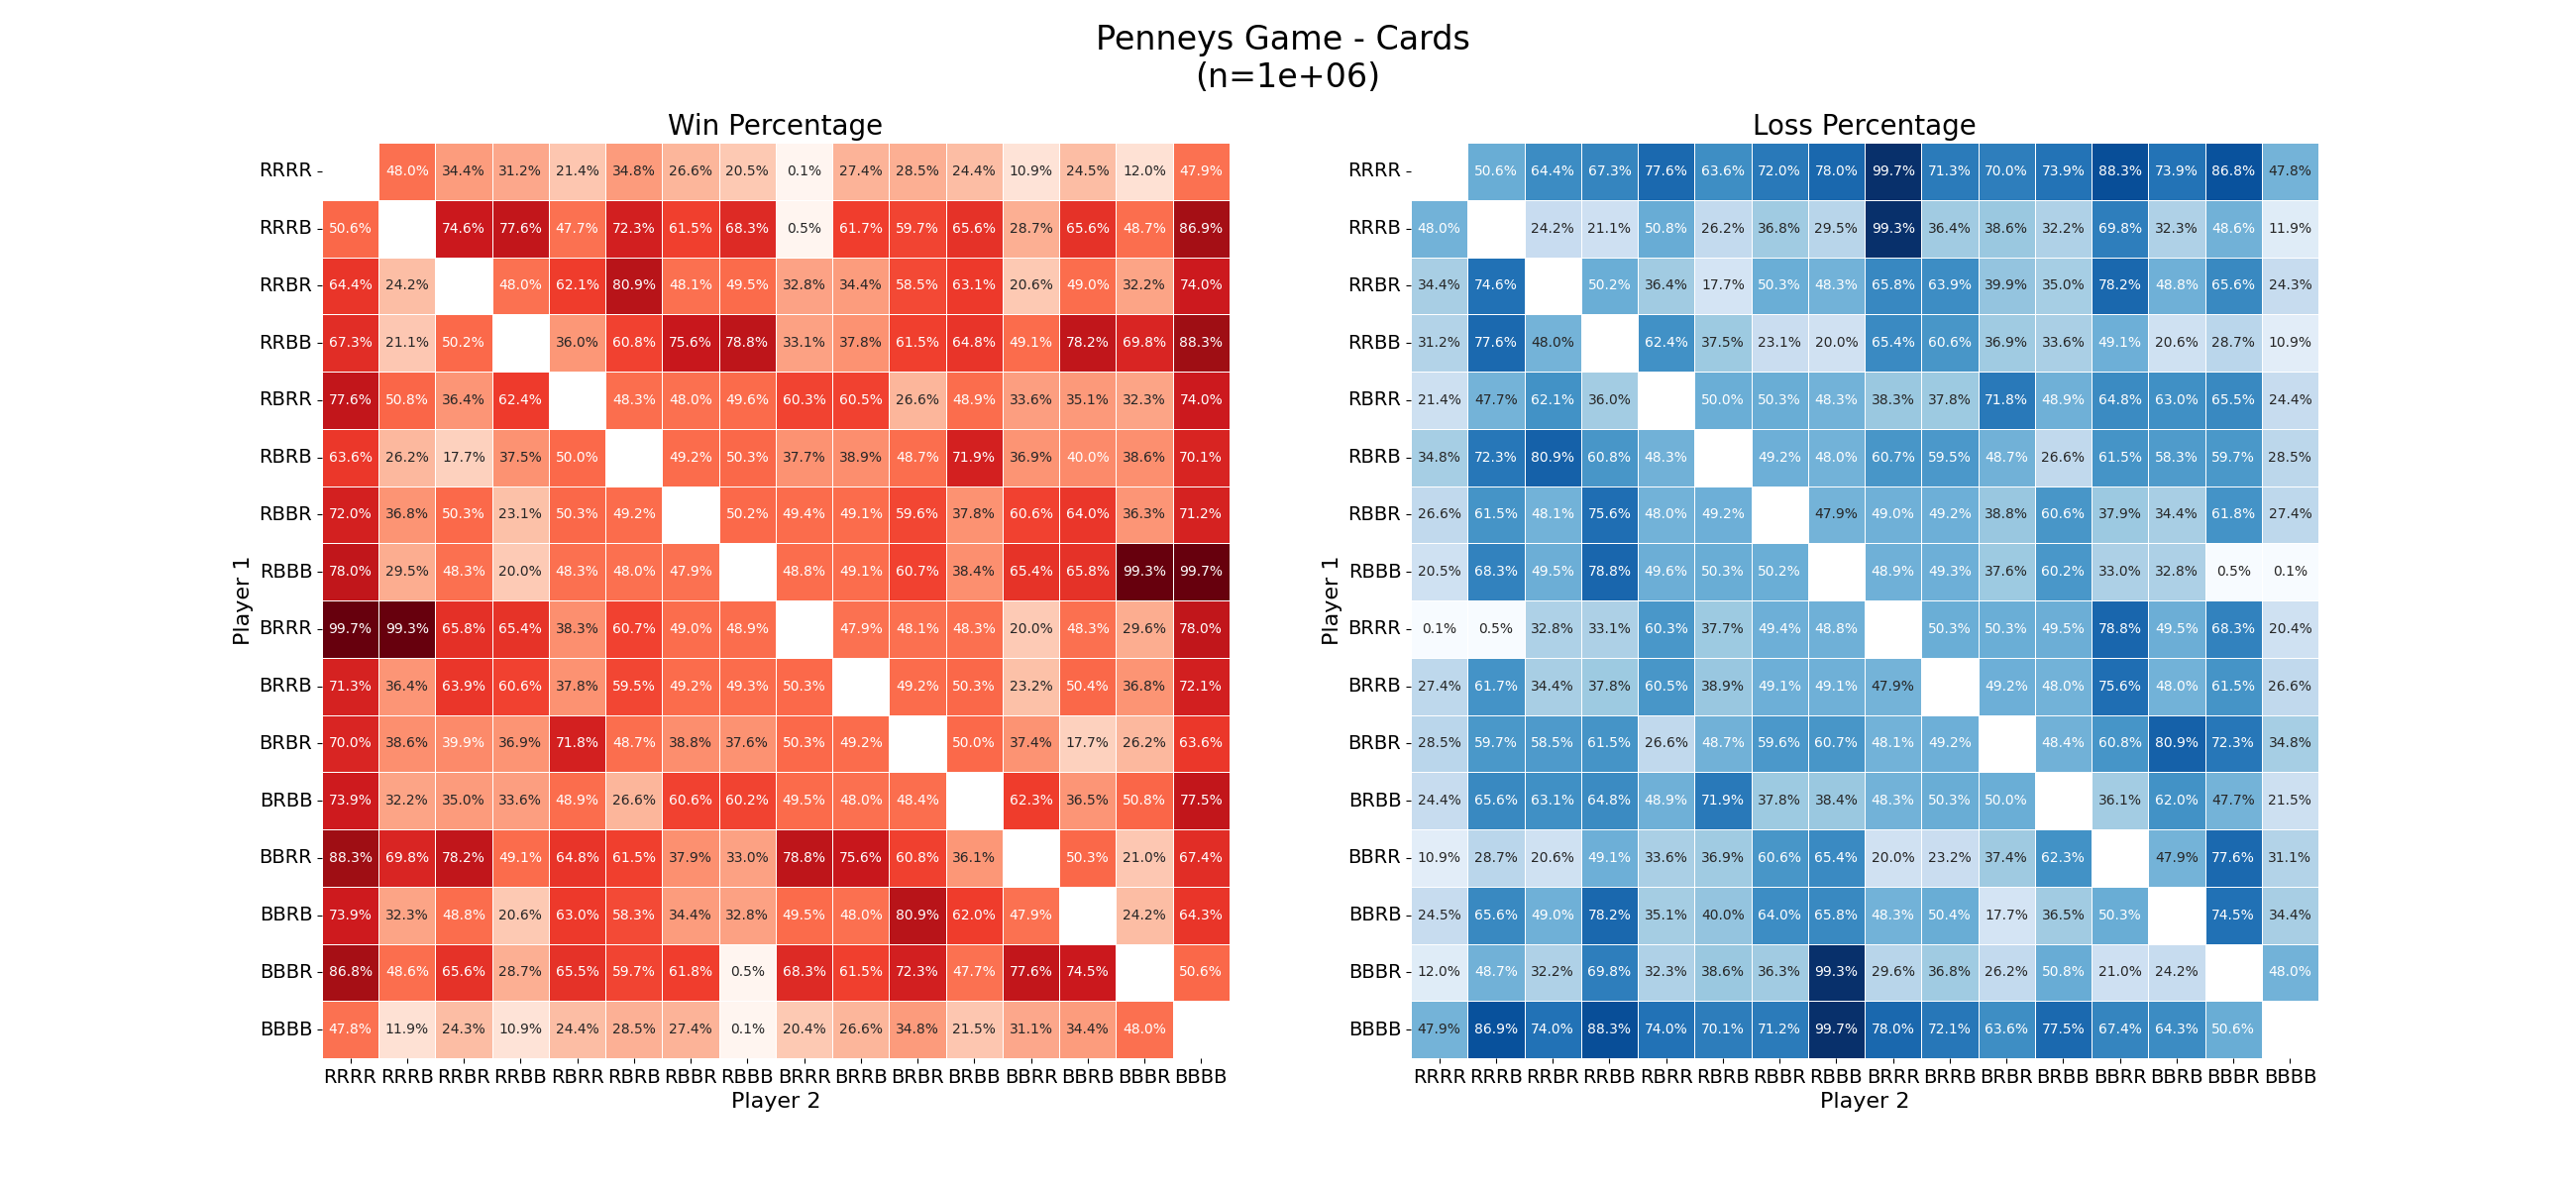 Penneys Game - Cards
(n=1e+06)
Win Percentage
RRRR 48.0% 34.4% 31.2% 21.4% 34.8% 26.6% 20.5% 0.1% 27.4% 28.5% 24.4% 10.9% 24.5% 12.0% 47.9%
RRRB 50.6% 74.6% 77.6% 47.7% 72.3% 61.5% 68.3% 0.5% 61.7% 59.7% 65.6% 28.7% 65.6% 48.7% 86.9%
RRBR 64.4% 24.2% 48.0% 62.1% 80.9% 48.1% 49.5% 32.8% 34.4% 58.5% 63.1% 20.6% 49.0% 32.2% 74.0%
RRBB 67.3% 21.1% 50.2% 36.0% 60.8% 75.6% 78.8% 33.1% 37.8% 61.5% 64.8% 49.1% 78.2% 69.8% 88.3%
RBRR 77.6% 50.8% 36.4% 62.4% 48.3% 48.0% 49.6% 60.3% 60.5% 26.6% 48.9% 33.6% 35.1% 32.3% 74.0%
RBRB 63.6% 26.2% 17.7% 37.5% 50.0% 49.2% 50.3% 37.7% 38.9% 48.7% 71.9% 36.9% 40.0% 38.6% 70.1%
RBBR 72.0% 36.8% 50.3% 23.1% 50.3% 49.2% 50.2% 49.4% 49.1% 59.6% 37.8% 60.6% 64.0% 36.3% 71.2%
RBBB 78.0% 29.5% 48.3% 20.0% 48.3% 48.0% 47.9% 48.8% 49.1% 60.7% 38.4% 65.4% 65.8% 99.3% 99.7%
BRRR 99.7% 99.3% 65.8% 65.4% 38.3% 60.7% 49.0% 48.9% 47.9% 48.1% 48.3% 20.0% 48.3% 29.6% 78.0%
BRRB 71.3% 36.4% 63.9% 60.6% 37.8% 59.5% 49.2% 49.3% 50.3% 49.2% 50.3% 23.2% 50.4% 36.8% 72.1%
BRBR 70.0% 38.6% 39.9% 36.9% 71.8% 48.7% 38.8% 37.6% 50.3% 49.2% 50.0% 37.4% 17.7% 26.2% 63.6%
BRBB 73.9% 32.2% 35.0% 33.6% 48.9% 26.6% 60.6% 60.2% 49.5% 48.0% 48.4% 62.3% 36.5% 50.8% 77.5%
BBRR 88.3% 69.8% 78.2% 49.1% 64.8% 61.5% 37.9% 33.0% 78.8% 75.6% 60.8% 36.1% 50.3% 21.0% 67.4%
BBRB 73.9% 32.3% 48.8% 20.6% 63.0% 58.3% 34.4% 32.8% 49.5% 48.0% 80.9% 62.0% 47.9% 24.2% 64.3%
BBBR 86.8% 48.6% 65.6% 28.7% 65.5% 59.7% 61.8% 0.5% 68.3% 61.5% 72.3% 47.7% 77.6% 74.5% 50.6%
BBBB 47.8% 11.9% 24.3% 10.9% 24.4% 28.5% 27.4% 0.1% 20.4% 26.6% 34.8% 21.5% 31.1% 34.4% 48.0%
RRRR RRRB RRBR RRBB RBRR RBRB RBBR RBBB BRRR BRRB BRBR BRBB BBRR BBRB BBBR BBBB
Player 1
Player 2
Loss Percentage
RRRR 50.6% 64.4% 67.3% 77.6% 63.6% 72.0% 78.0% 99.7% 71.3% 70.0% 73.9% 88.3% 73.9% 86.8% 47.8%
RRRB 48.0% 24.2% 21.1% 50.8% 26.2% 36.8% 29.5% 99.3% 36.4% 38.6% 32.2% 69.8% 32.3% 48.6% 11.9%
RRBR 34.4% 74.6% 50.2% 36.4% 17.7% 50.3% 48.3% 65.8% 63.9% 39.9% 35.0% 78.2% 48.8% 65.6% 24.3%
RRBB 31.2% 77.6% 48.0% 62.4% 37.5% 23.1% 20.0% 65.4% 60.6% 36.9% 33.6% 49.1% 20.6% 28.7% 10.9%
RBRR 21.4% 47.7% 62.1% 36.0% 50.0% 50.3% 48.3% 38.3% 37.8% 71.8% 48.9% 64.8% 63.0% 65.5% 24.4%
RBRB 34.8% 72.3% 80.9% 60.8% 48.3% 49.2% 48.0% 60.7% 59.5% 48.7% 26.6% 61.5% 58.3% 59.7% 28.5%
RBBR 26.6% 61.5% 48.1% 75.6% 48.0% 49.2% 47.9% 49.0% 49.2% 38.8% 60.6% 37.9% 34.4% 61.8% 27.4%
RBBB 20.5% 68.3% 49.5% 78.8% 49.6% 50.3% 50.2% 48.9% 49.3% 37.6% 60.2% 33.0% 32.8% 0.5% 0.1%
BRRR 0.1% 0.5% 32.8% 33.1% 60.3% 37.7% 49.4% 48.8% 50.3% 50.3% 49.5% 78.8% 49.5% 68.3% 20.4%
BRRB 27.4% 61.7% 34.4% 37.8% 60.5% 38.9% 49.1% 49.1% 47.9% 49.2% 48.0% 75.6% 48.0% 61.5% 26.6%
BRBR 28.5% 59.7% 58.5% 61.5% 26.6% 48.7% 59.6% 60.7% 48.1% 49.2% 48.4% 60.8% 80.9% 72.3% 34.8%
BRBB 24.4% 65.6% 63.1% 64.8% 48.9% 71.9% 37.8% 38.4% 48.3% 50.3% 50.0% 36.1% 62.0% 47.7% 21.5%
BBRR 10.9% 28.7% 20.6% 49.1% 33.6% 36.9% 60.6% 65.4% 20.0% 23.2% 37.4% 62.3% 47.9% 77.6% 31.1%
BBRB 24.5% 65.6% 49.0% 78.2% 35.1% 40.0% 64.0% 65.8% 48.3% 50.4% 17.7% 36.5% 50.3% 74.5% 34.4%
BBBR 12.0% 48.7% 32.2% 69.8% 32.3% 38.6% 36.3% 99.3% 29.6% 36.8% 26.2% 50.8% 21.0% 24.2% 48.0%
BBBB 47.9% 86.9% 74.0% 88.3% 74.0% 70.1% 71.2% 99.7% 78.0% 72.1% 63.6% 77.5% 67.4% 64.3% 50.6%
RRRR RRRB RRBR RRBB RBRR RBRB RBBR RBBB BRRR BRRB BRBR BRBB BBRR BBRB BBBR BBBB
Player 1
Player 2